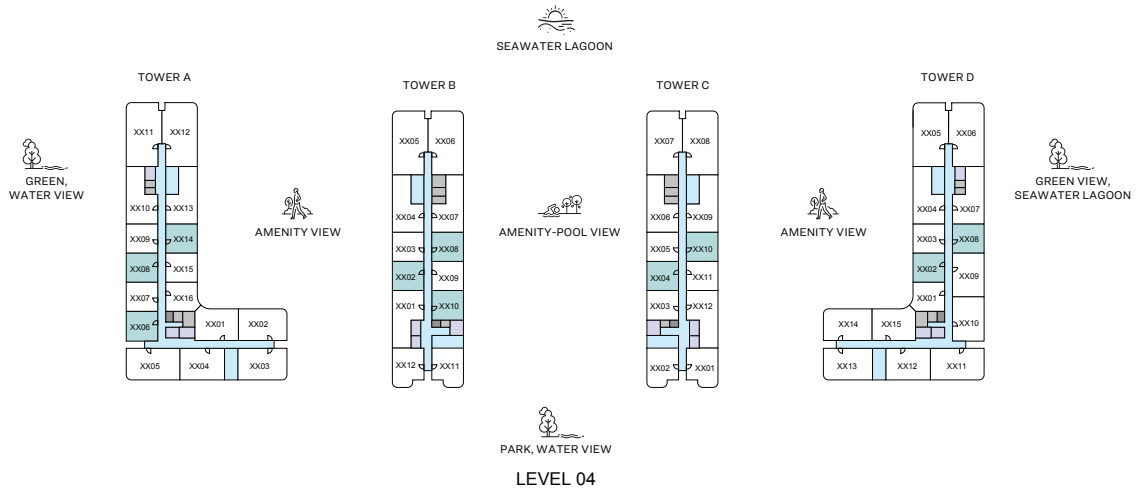 SEAWATER LAGOON
TOWER A
TOWER B
TOWER C
TOWER D
XX11 XX12
XX10 XX13
XX09 XX14
XX08 XX15
XX07 XX16
XX06 XX01 XX02
XX05 XX04 XX03
XX05 XX06
XX04 XX07
XX03 XX08
XX02 XX09
XX01 XX10
XX12 XX11
XX07 XX08
XX06 XX09
XX05 XX10
XX04 XX11
XX03 XX12
XX02 XX01
XX05 XX06
XX04 XX07
XX03 XX08
XX02 XX09
XX01
XX14 XX15 XX10
XX13 XX12 XX11
GREEN,
WATER VIEW
AMENITY VIEW
AMENITY-POOL VIEW
AMENITY VIEW
GREEN VIEW,
SEAWATER LAGOON
PARK, WATER VIEW
LEVEL 04